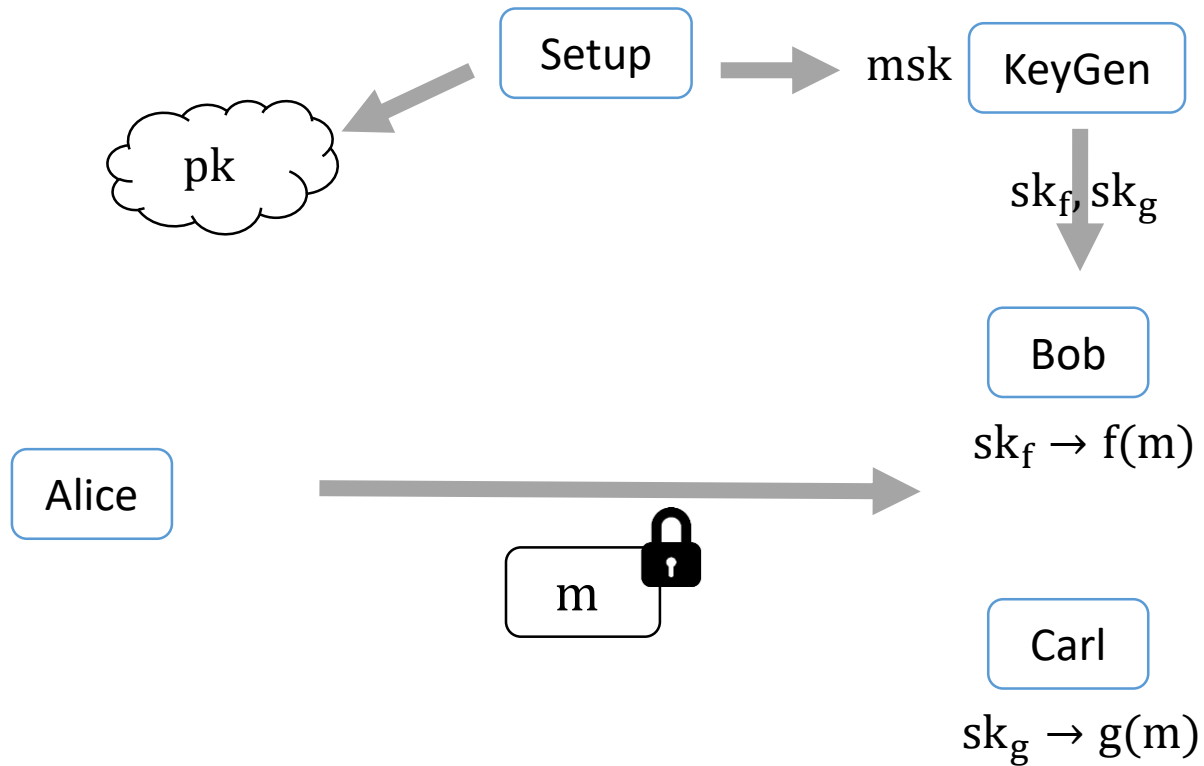 Setup
msk
KeyGen
pk
sk_f, sk_g
Bob
sk_f → f(m)
Alice
m
Carl
sk_g → g(m)